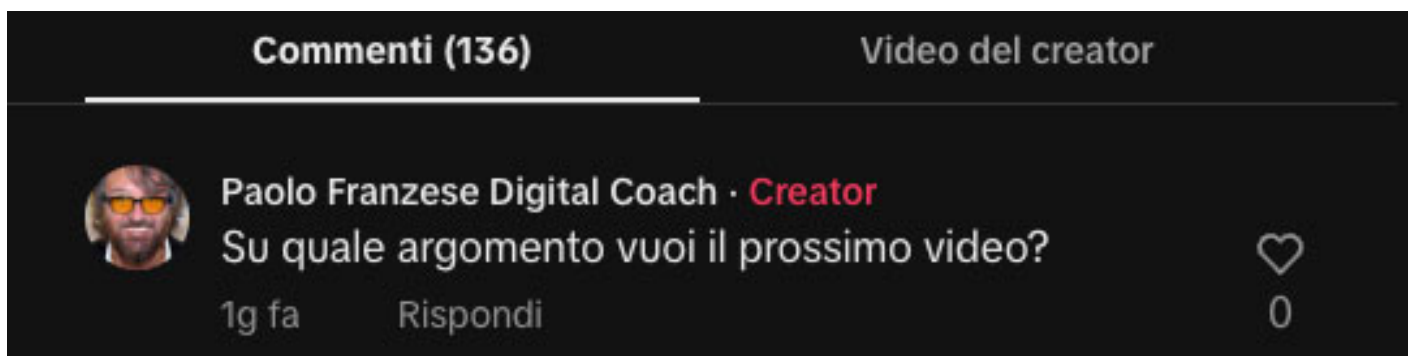 Commenti (136)
Video del creator
Paolo Franzese Digital Coach · Creator
Su quale argomento vuoi il prossimo video?
1g fa
Rispondi
0